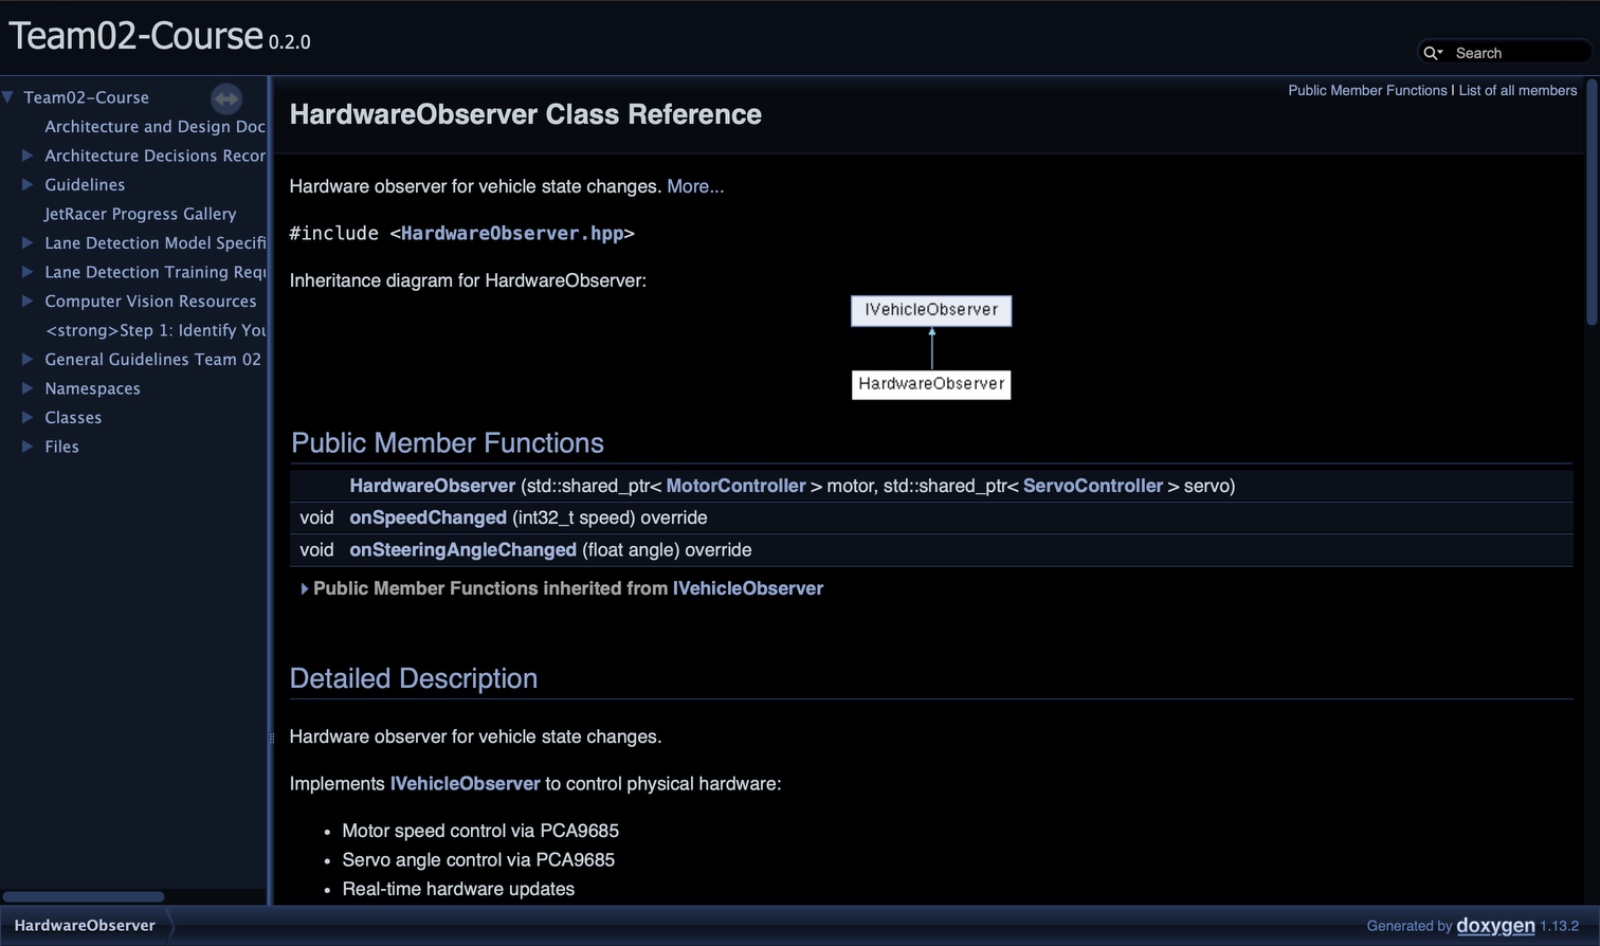 Team02-Course 0.2.0
Search
Team02-Course
Architecture and Design Doc
Architecture Decisions Recor
Guidelines
JetRacer Progress Gallery
Lane Detection Model Specifi
Lane Detection Training Requ
Computer Vision Resources
<strong>Step 1: Identify You
General Guidelines Team 02
Namespaces
Classes
Files
Public Member Functions | List of all members
HardwareObserver Class Reference
Hardware observer for vehicle state changes. More...
#include <HardwareObserver.hpp>
Inheritance diagram for HardwareObserver:
IVehicleObserver
HardwareObserver
Public Member Functions
HardwareObserver (std::shared_ptr< MotorController > motor, std::shared_ptr< ServoController > servo)
void onSpeedChanged (int32_t speed) override
void onSteeringAngleChanged (float angle) override
Public Member Functions inherited from IVehicleObserver
Detailed Description
Hardware observer for vehicle state changes.
Implements IVehicleObserver to control physical hardware:
• Motor speed control via PCA9685
• Servo angle control via PCA9685
• Real-time hardware updates
HardwareObserver
Generated by doxygen 1.13.2